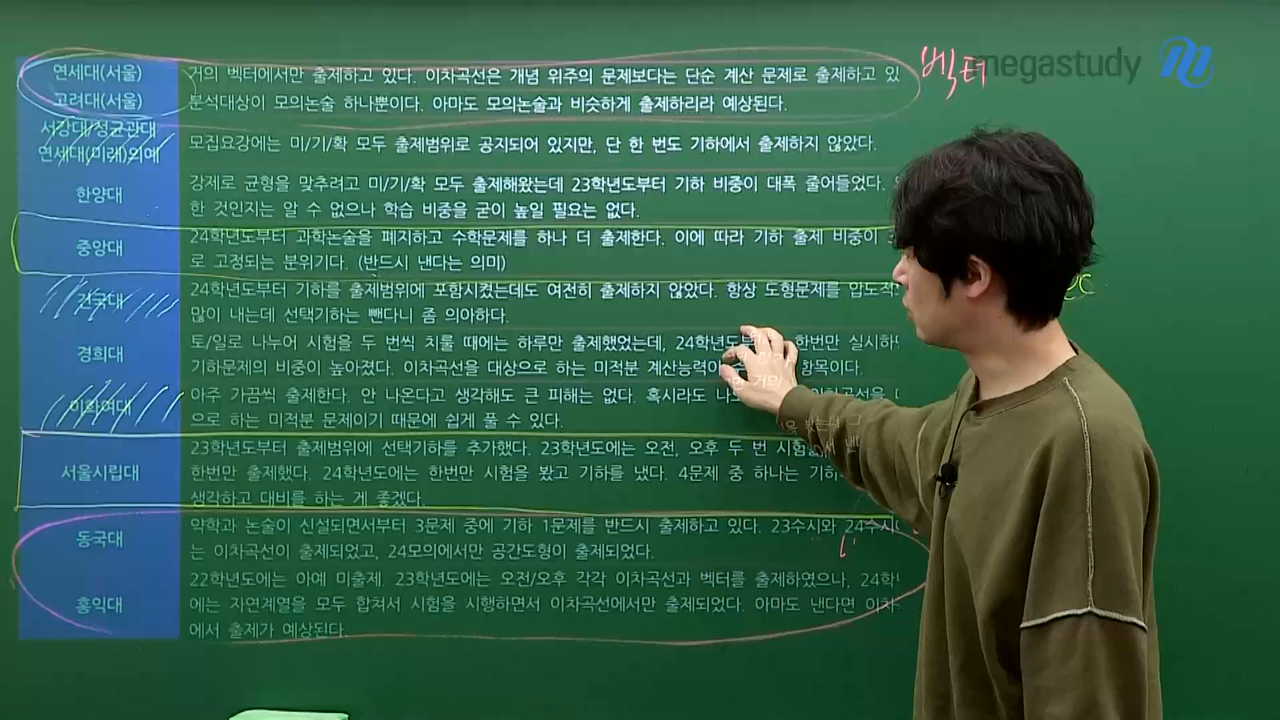 벡터
megastudy
연세대(서울)
거의 벡터에서만 출제하고 있다. 이차곡선은 개념 위주의 문제보다는 단순 계산 문제로 출제하고 있
고려대(서울)
분석대상이 모의논술 하나뿐이다. 아마도 모의논술과 비슷하게 출제하리라 예상된다.
서강대/성균관대
연세대(미래)의예
모집요강에는 미/기/확 모두 출제범위로 공지되어 있지만, 단 한 번도 기하에서 출제하지 않았다.
한양대
강제로 균형을 맞추려고 미/기/확 모두 출제해왔는데 23학년도부터 기하 비중이 대폭 줄어들었다.
한 것인지는 알 수 없으나 학습 비중을 굳이 높일 필요는 없다.
중앙대
24학년도부터 과학논술을 폐지하고 수학문제를 하나 더 출제한다. 이에 따라 기하 출제 비중이
로 고정되는 분위기다. (반드시 낸다는 의미)
건국대
24학년도부터 기하를 출제범위에 포함시켰는데도 여전히 출제하지 않았다. 항상 도형문제를 압도적
많이 내는데 선택기하는 뺀다니 좀 의아하다.
경희대
토/일로 나누어 시험을 두 번씩 치룰 때에는 하루만 출제했었는데, 24학년도부터 한번만 실시하
기하문제의 비중이 높아졌다. 이차곡선을 대상으로 하는 미적분 계산능력이 항목이다.
이화여대
아주 가끔씩 출제한다. 안 나온다고 생각해도 큰 피해는 없다. 혹시라도 이차곡선을
으로 하는 미적분 문제이기 때문에 쉽게 풀 수 있다.
서울시립대
23학년도부터 출제범위에 선택기하를 추가했다. 23학년도에는 오전, 오후 두 번 시험
한번만 출제했다. 24학년도에는 한번만 시험을 봤고 기하를 냈다. 4문제 중 하나는 기하
생각하고 대비를 하는 게 좋겠다.
동국대
약학과 논술이 신설되면서부터 3문제 중에 기하 1문제를 반드시 출제하고 있다. 23수시와 24수시
는 이차곡선이 출제되었고, 24모의에서만 공간도형이 출제되었다.
홍익대
22학년도에는 아예 미출제. 23학년도에는 오전/오후 각각 이차곡선과 벡터를 출제하였으나, 24학
에는 자연계열을 모두 합쳐서 시험을 시행하면서 이차곡선에서만 출제되었다. 아마도 낸다면 이차
에서 출제가 예상된다.